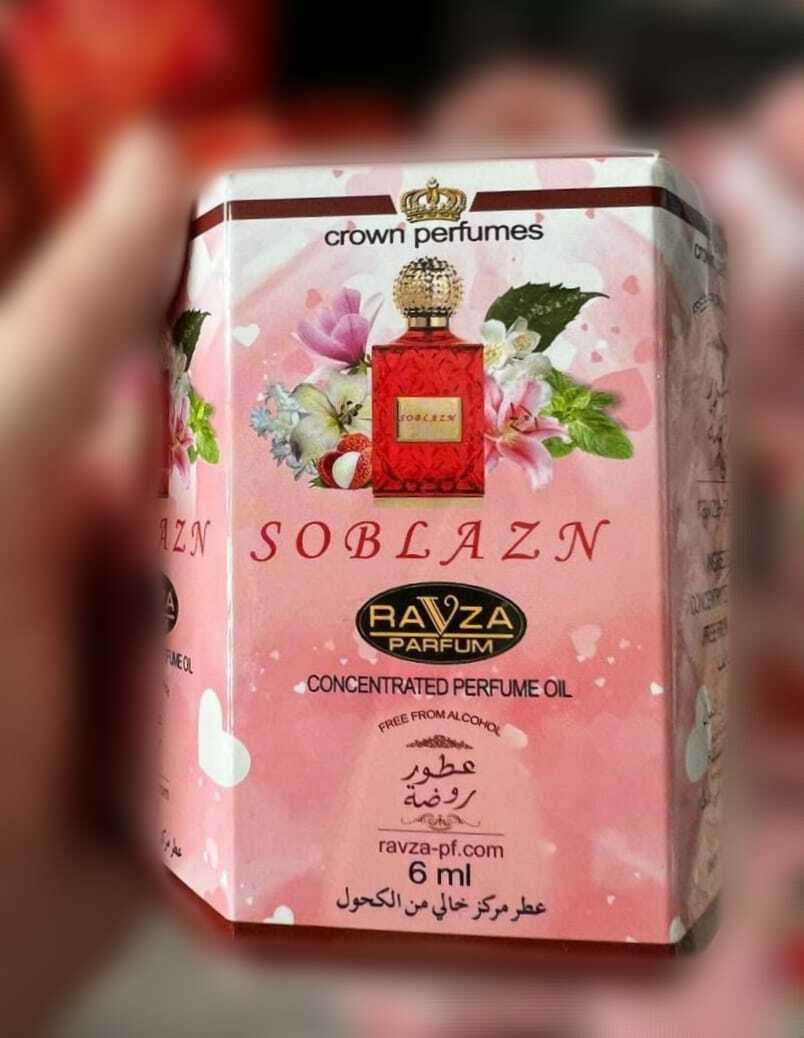 crown perfumes
SOBLAZN
SOBLAZN
RAVZA
PARFUM
CONCENTRATED PERFUME OIL
FREE FROM ALCOHOL
عطور
روضة
ravza-pf.com
6 ml
عطر مركز خالي من الكحول